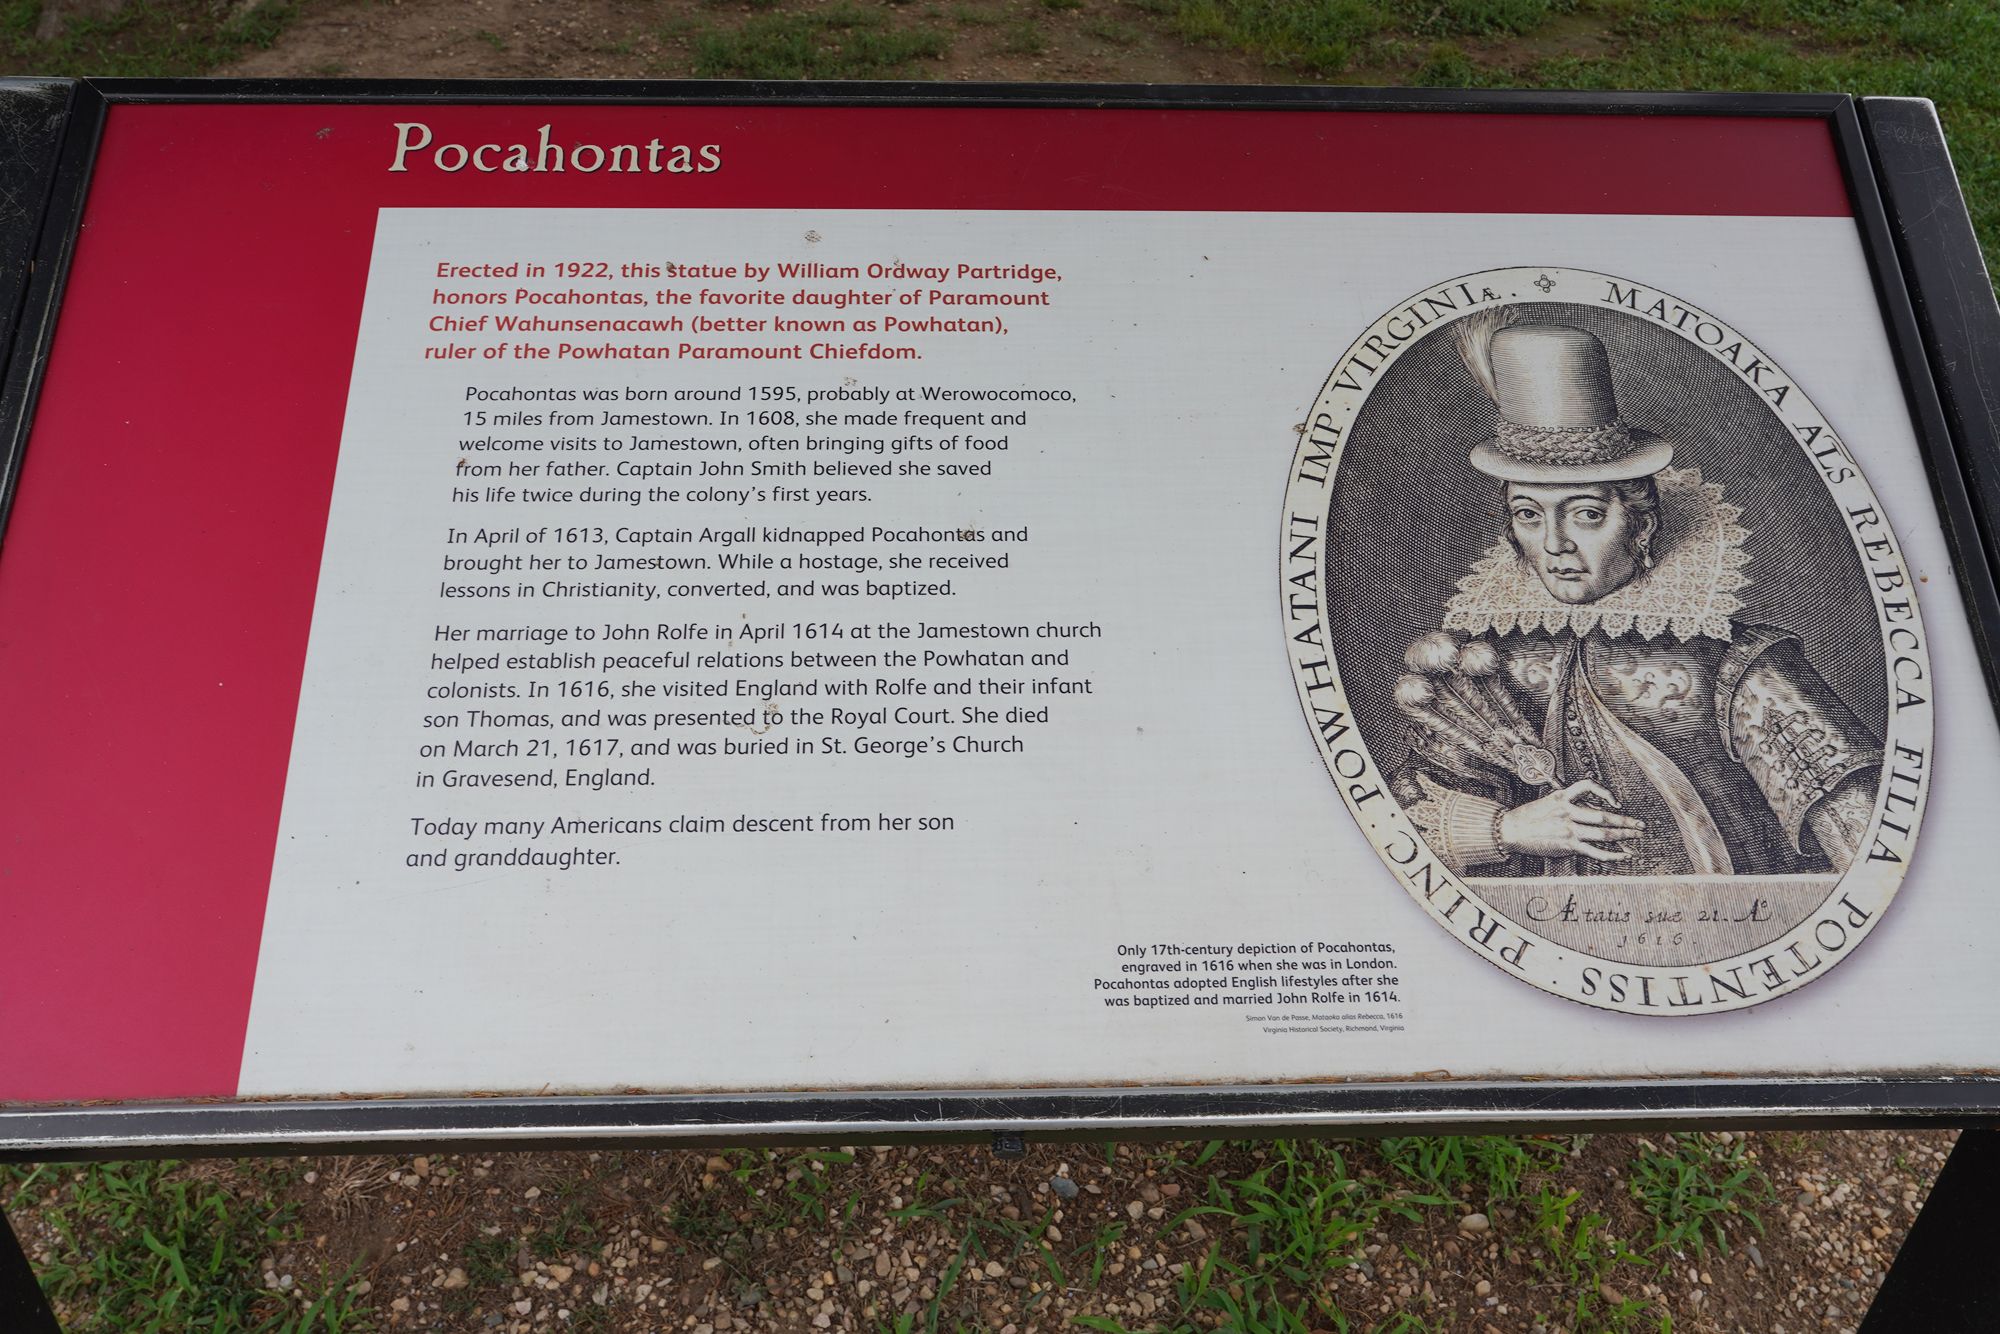 Pocahontas
Erected in 1922, this statue by William Ordway Partridge,
honors Pocahontas, the favorite daughter of Paramount
Chief Wahunsenacawh (better known as Powhatan),
ruler of the Powhatan Paramount Chiefdom.
Pocahontas was born around 1595, probably at Werowocomoco,
15 miles from Jamestown. In 1608, she made frequent and
welcome visits to Jamestown, often bringing gifts of food
from her father. Captain John Smith believed she saved
his life twice during the colony's first years.
In April of 1613, Captain Argall kidnapped Pocahontas and
brought her to Jamestown. While a hostage, she received
lessons in Christianity, converted, and was baptized.
Her marriage to John Rolfe in April 1614 at the Jamestown church
helped establish peaceful relations between the Powhatan and
colonists. In 1616, she visited England with Rolfe and their infant
son Thomas, and was presented to the Royal Court. She died
on March 21, 1617, and was buried in St. George's Church
in Gravesend, England.
Today many Americans claim descent from her son
and granddaughter.
MATOAKA ALS REBECCA FILIA POTENTISS : PRINC : POWHATANI IMP: VIRGINIÆ.
Ætatis suæ 21. Aº
1616.
Only 17th-century depiction of Pocahontas,
engraved in 1616 when she was in London.
Pocahontas adopted English lifestyles after she
was baptized and married John Rolfe in 1614.
Simon Van de Passe, Mataoka alias Rebecca, 1616
Virginia Historical Society, Richmond, Virginia